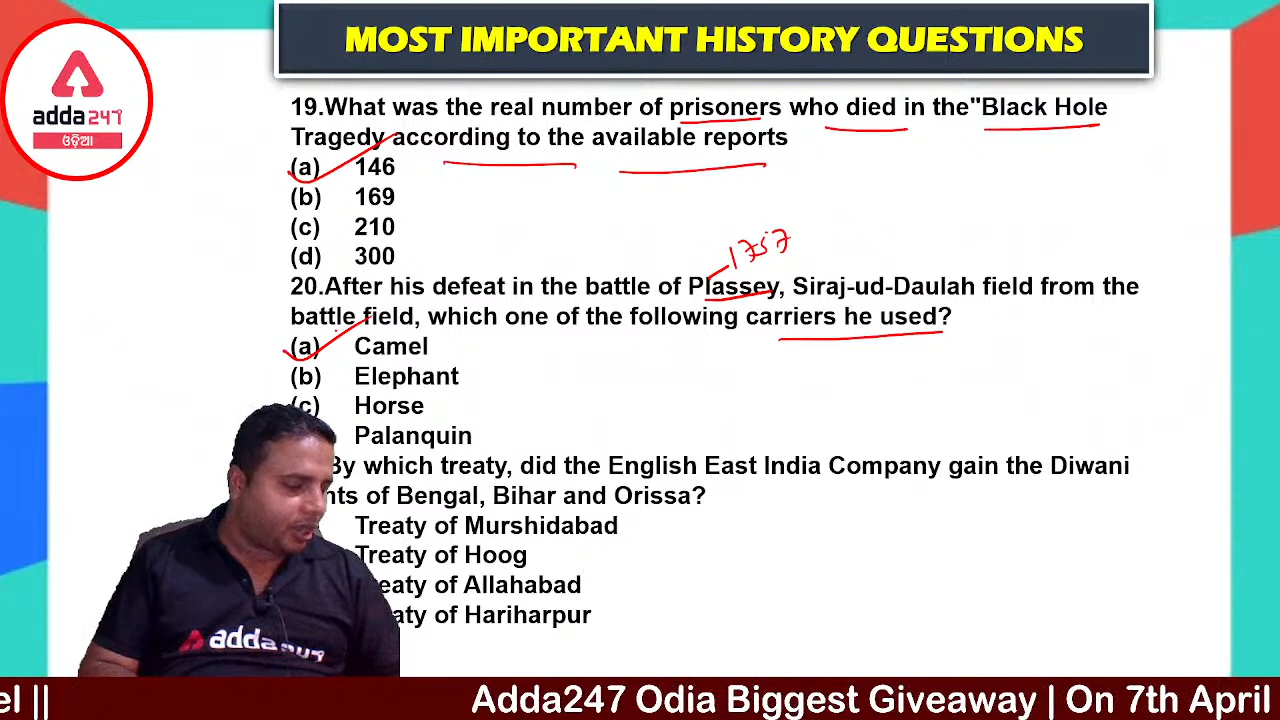 MOST IMPORTANT HISTORY QUESTIONS
adda247
ଓଡ଼ିଆ
19.What was the real number of prisoners who died in the"Black Hole
Tragedy according to the available reports
(a) 146
(b) 169
(c) 210
(d) 300
1757
20.After his defeat in the battle of Plassey, Siraj-ud-Daulah field from the
battle field, which one of the following carriers he used?
(a) Camel
(b) Elephant
(c) Horse
Palanquin
By which treaty, did the English East India Company gain the Diwani
of Bengal, Bihar and Orissa?
Treaty of Murshidabad
Treaty of Hoog
of Allahabad
of Hariharpur
adda247
el || Adda247 Odia Biggest Giveaway | On 7th April